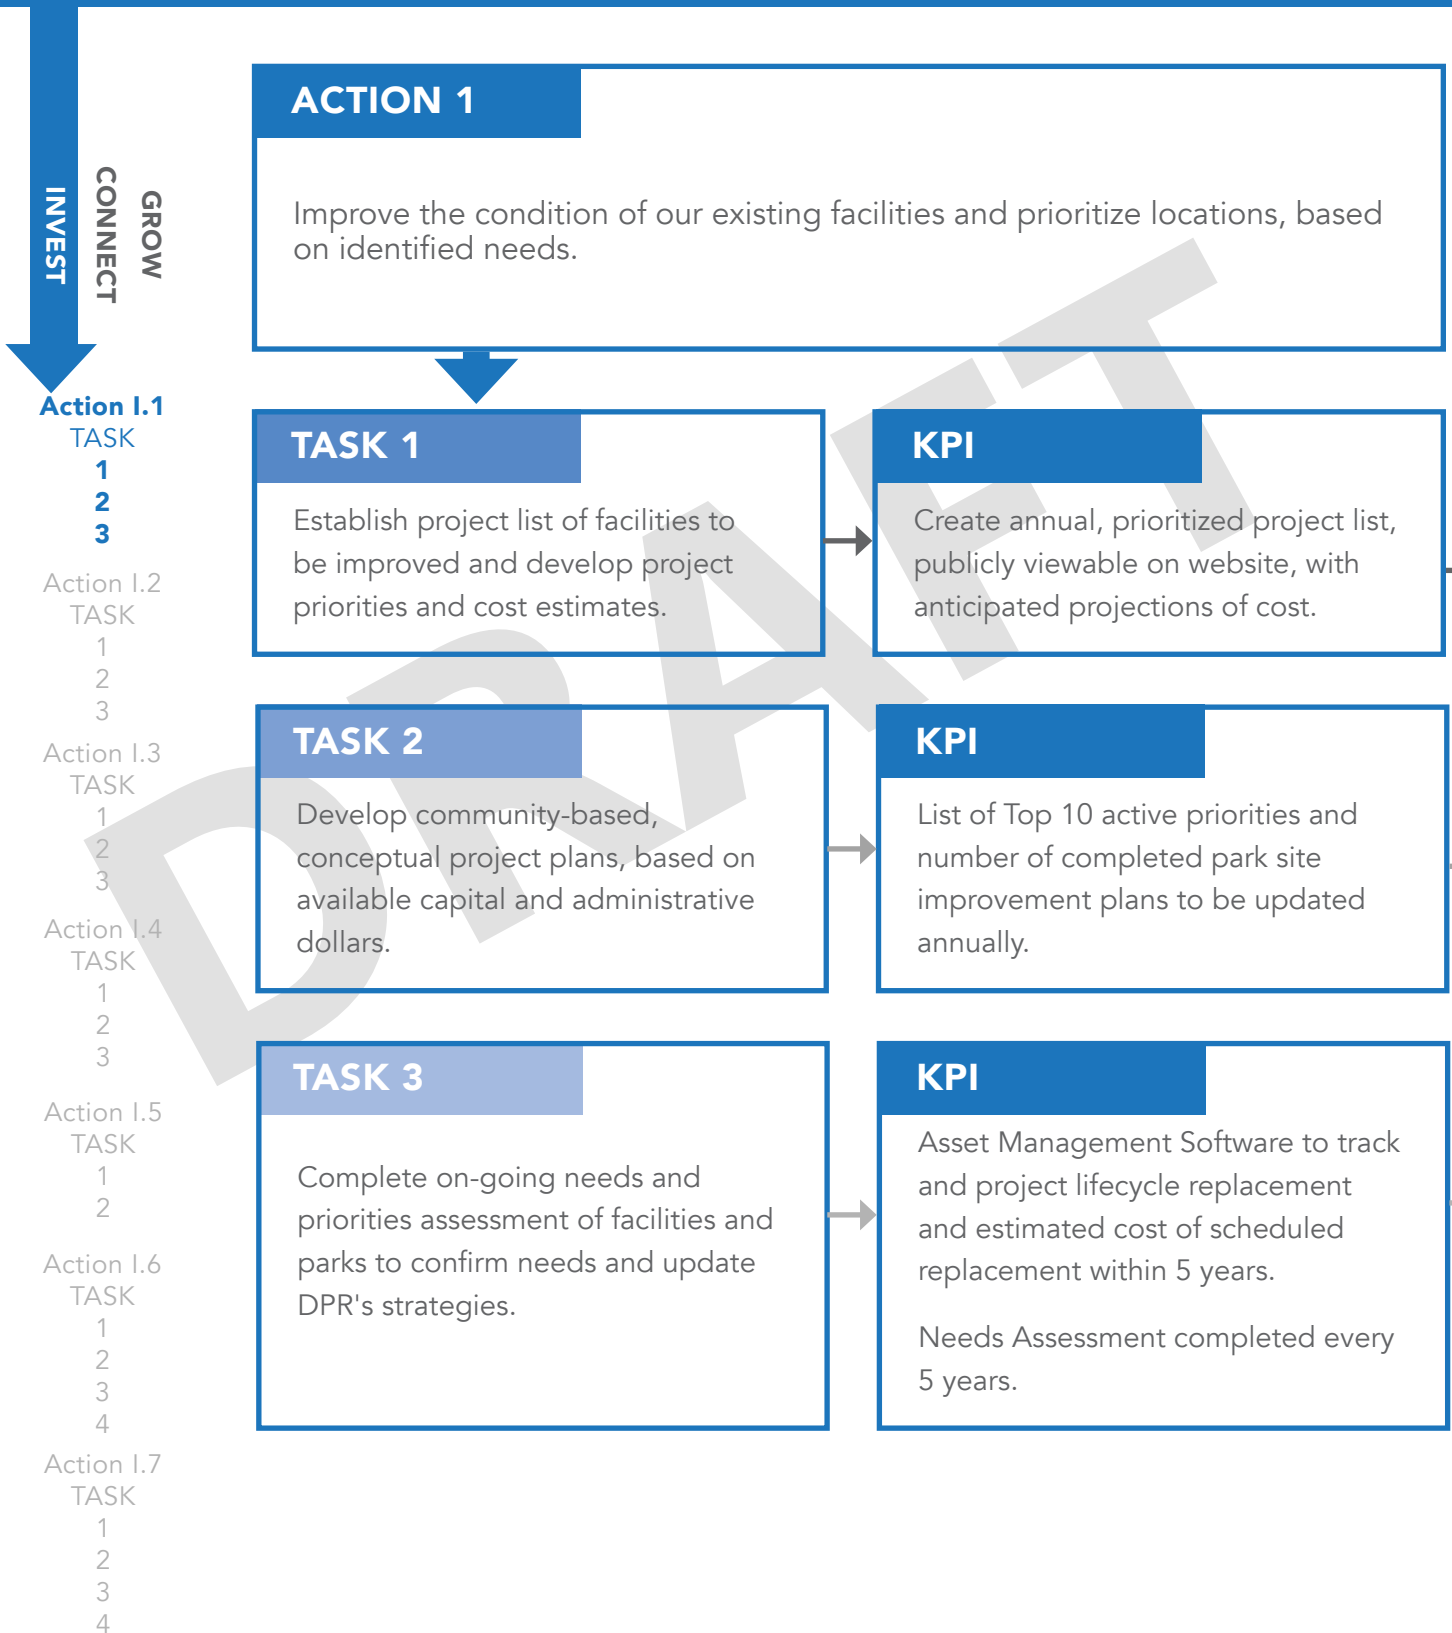 INVEST
CONNECT
GROW
Action I.1
TASK
1
2
3
Action I.2
TASK
1
2
3
Action I.3
TASK
1
2
3
Action I.4
TASK
1
2
3
Action I.5
TASK
1
2
Action I.6
TASK
1
2
3
4
Action I.7
TASK
1
2
3
4
ACTION 1
Improve the condition of our existing facilities and prioritize locations, based
on identified needs.
TASK 1
Establish project list of facilities to
be improved and develop project
priorities and cost estimates.
KPI
Create annual, prioritized project list,
publicly viewable on website, with
anticipated projections of cost.
TASK 2
Develop community-based,
conceptual project plans, based on
available capital and administrative
dollars.
KPI
List of Top 10 active priorities and
number of completed park site
improvement plans to be updated
annually.
TASK 3
Complete on-going needs and
priorities assessment of facilities and
parks to confirm needs and update
DPR's strategies.
KPI
Asset Management Software to track
and project lifecycle replacement
and estimated cost of scheduled
replacement within 5 years.
Needs Assessment completed every
5 years.
DRAFT